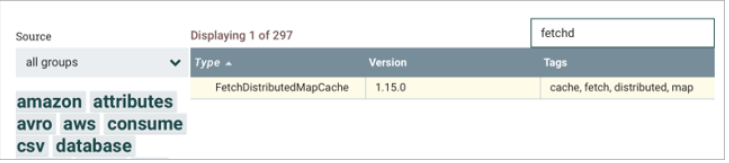 Source
Displaying 1 of 297
fetchd
all groups
Type
Version
Tags
FetchDistributedMapCache
1.15.0
cache, fetch, distributed, map
amazon attributes
avro aws consume
csv database